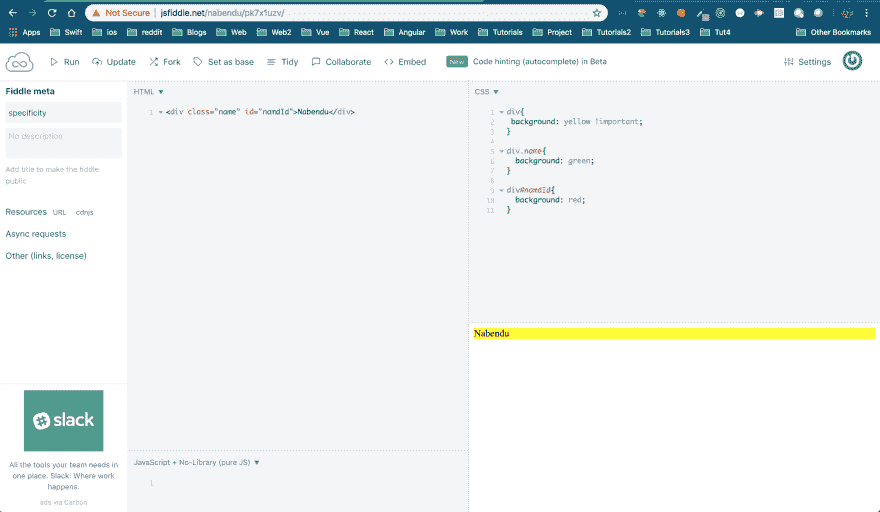 Not Secure | jsfiddle.net/nabendu/pk7x1uzv/
Apps Swift ios reddit Blogs Web Web2 Vue React Angular Work Tutorials Project Tutorials2 Tutorials3 Tut4 Other Bookmarks
Run Update Fork Set as base Tidy Collaborate Embed New Code hinting (autocomplete) in Beta Settings
Fiddle meta
specificity
No description
Add title to make the fiddle
public
Resources URL cdnjs
Async requests
Other (links, license)
slack
All the tools your team needs in
one place. Slack: Where work
happens.
ads via Carbon
HTML ▼
1 <div class="name" id="namdId">Nabendu</div>
JavaScript + No-Library (pure JS) ▼
1
CSS ▼
1 div{
2 background: yellow !important;
3 }
4
5 div.name{
6 background: green;
7 }
8
9 div#namdId{
10 background: red;
11 }
Nabendu